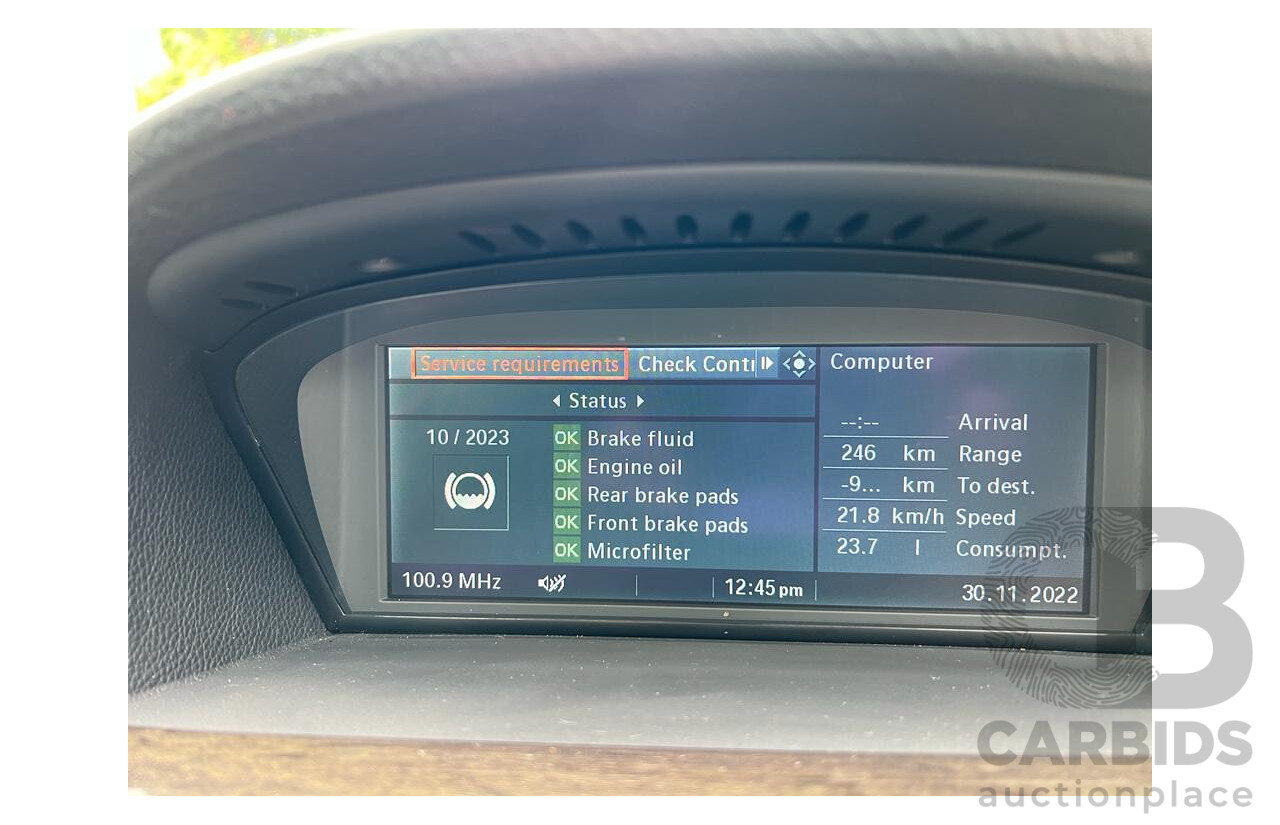 Service requirements Check Contr
Status
10 / 2023
OK Brake fluid
OK Engine oil
OK Rear brake pads
OK Front brake pads
OK Microfilter
Computer
--:-- Arrival
246 km Range
-9... km To dest.
21.8 km/h Speed
23.7 l Consumpt.
100.9 MHz 12:45 pm 30.11.2022
CB
CARBIDS
auctionplace